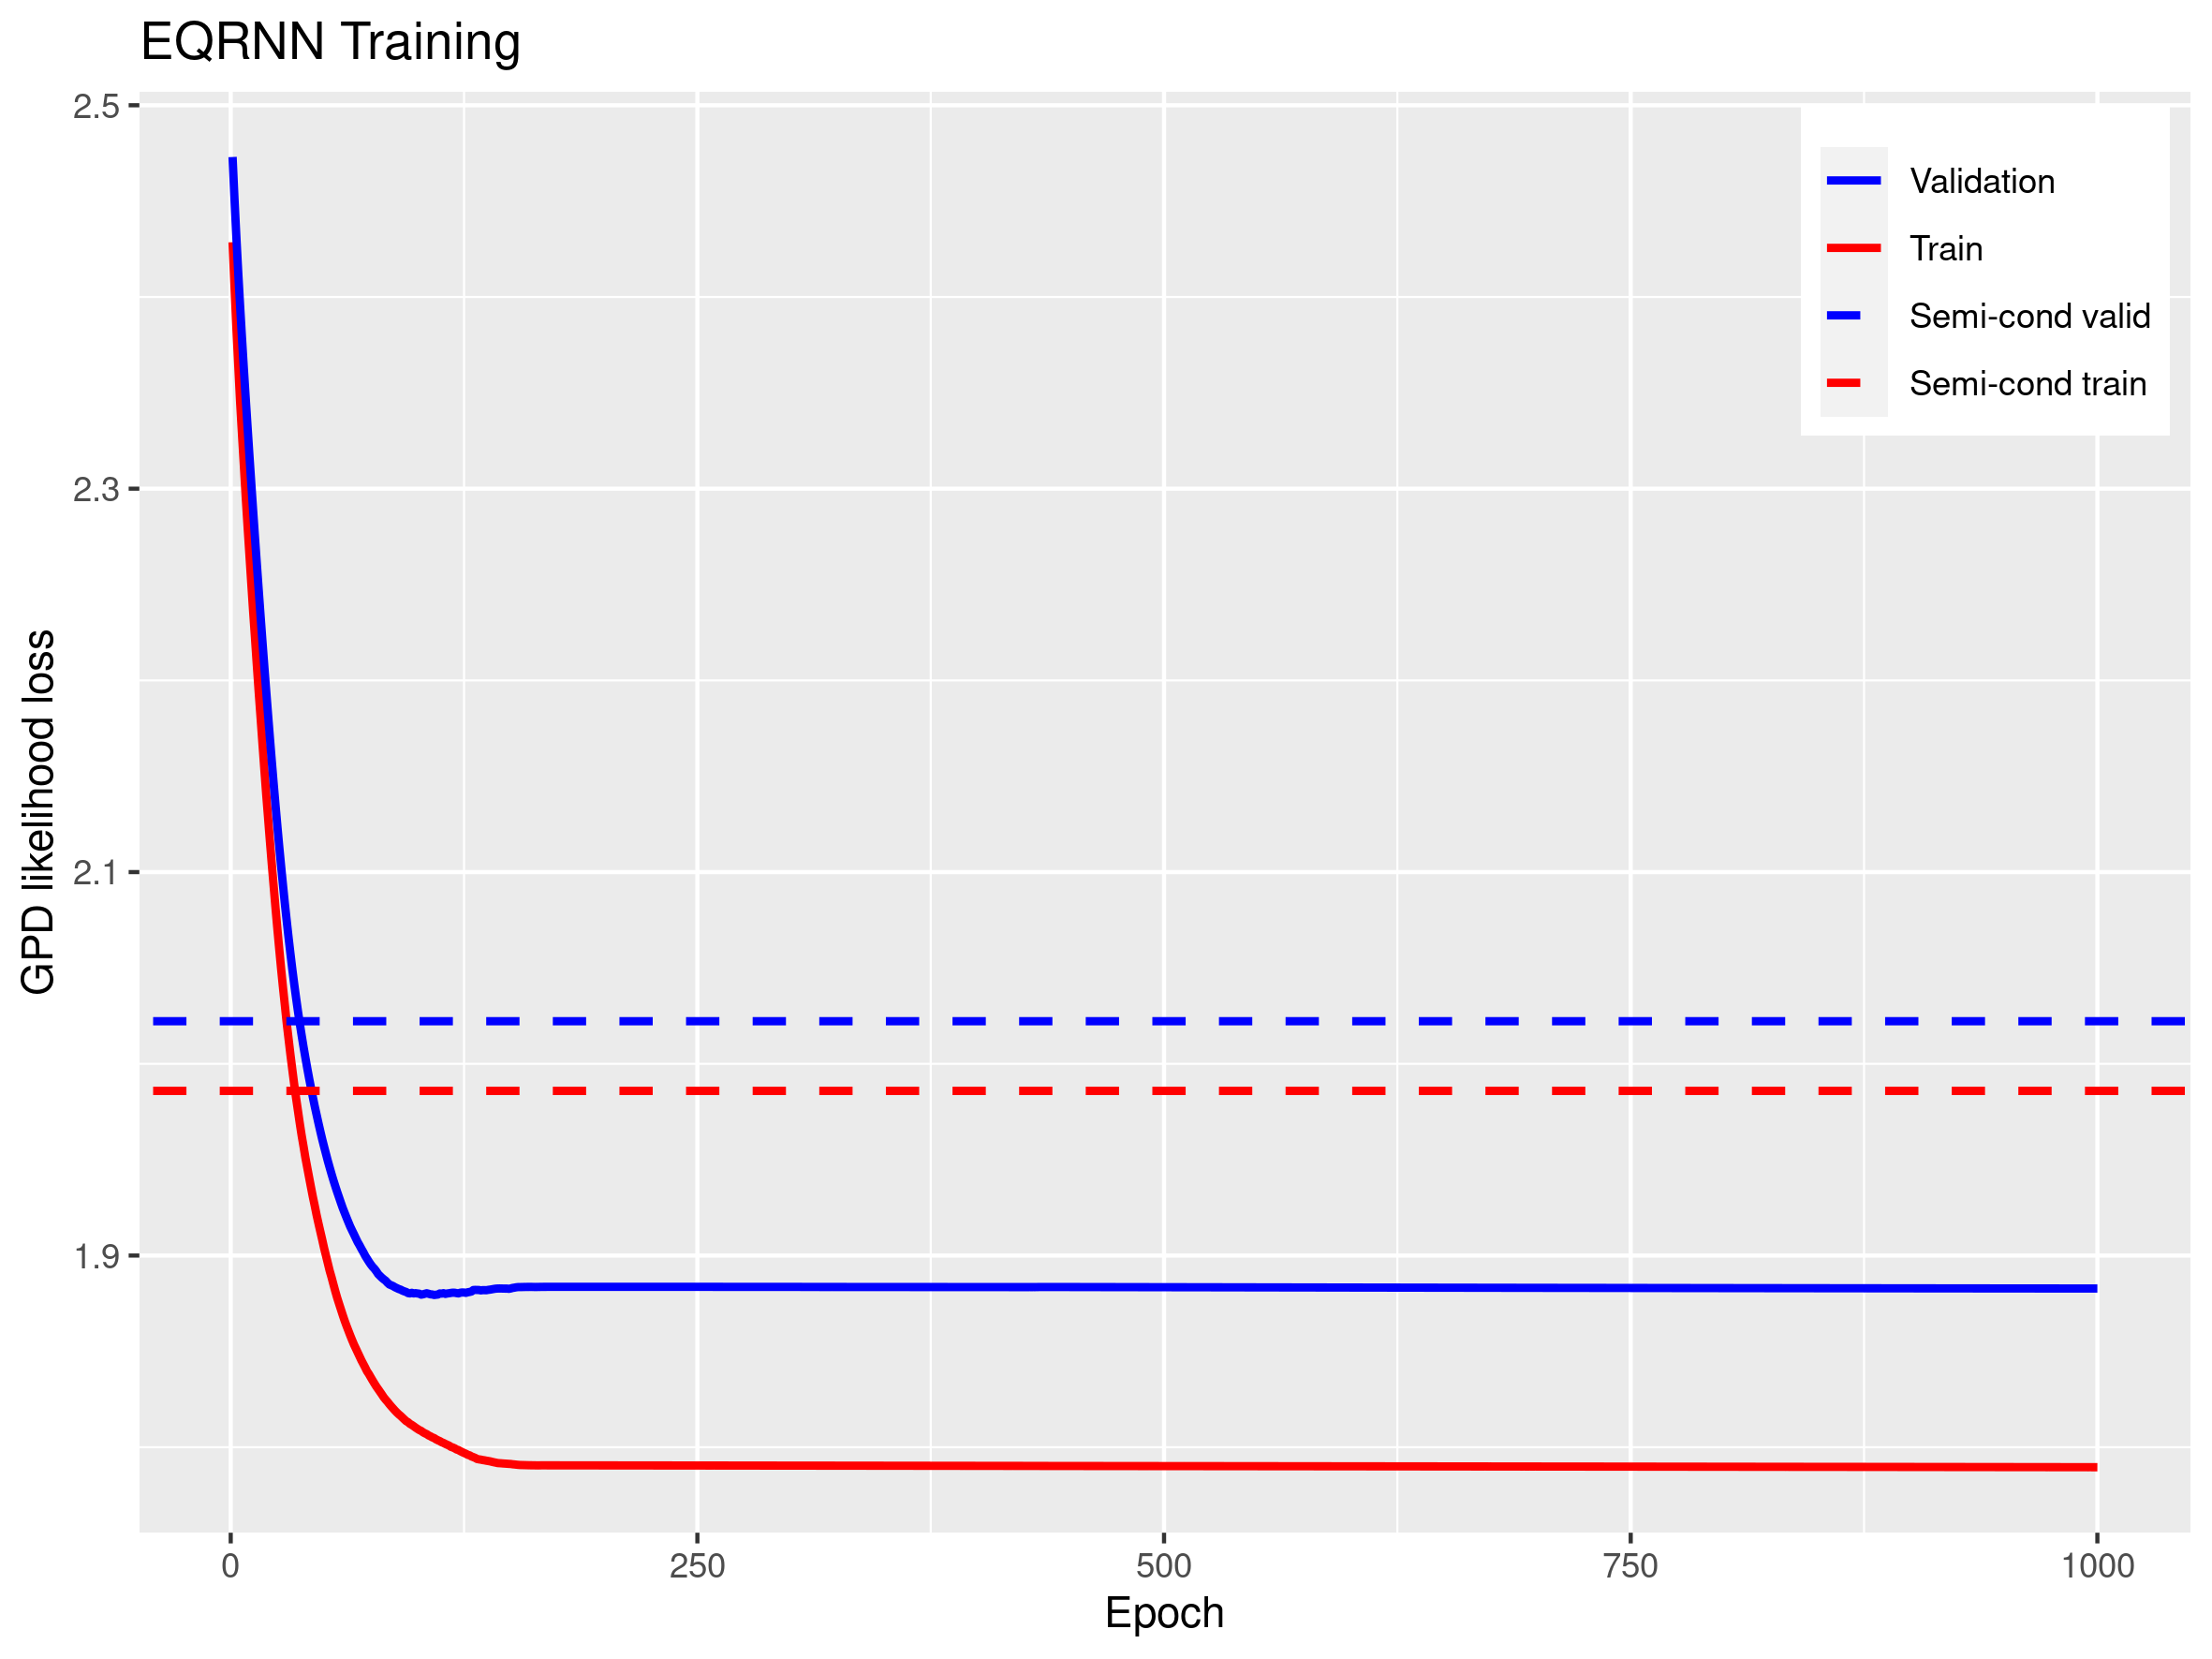 EQRNN Training
2.5
2.3
2.1
1.9
GPD likelihood loss
Validation
Train
Semi-cond valid
Semi-cond train
0 250 500 750 1000
Epoch